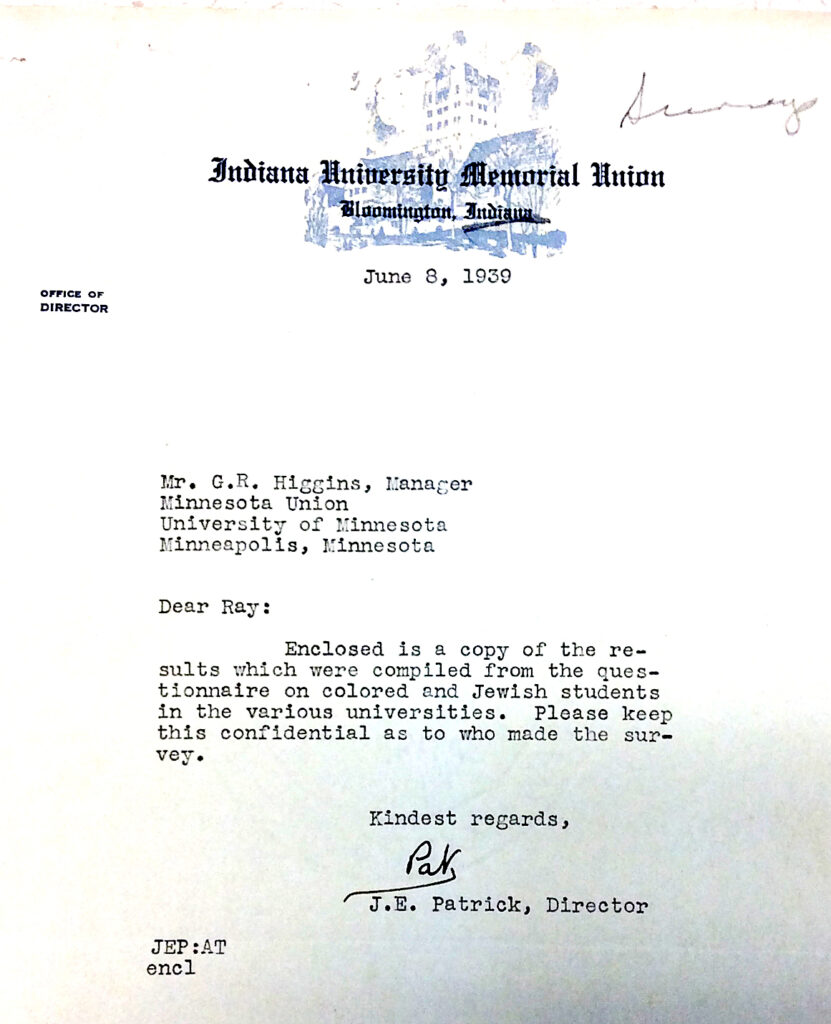 Survey
Indiana University Memorial Union
Bloomington, Indiana
June 8, 1939
OFFICE OF
DIRECTOR
Mr. G.R. Higgins, Manager
Minnesota Union
University of Minnesota
Minneapolis, Minnesota
Dear Ray:
Enclosed is a copy of the re-
sults which were compiled from the ques-
tionnaire on colored and Jewish students
in the various universities. Please keep
this confidential as to who made the sur-
vey.
Kindest regards,
Pat
J.E. Patrick, Director
JEP:AT
encl